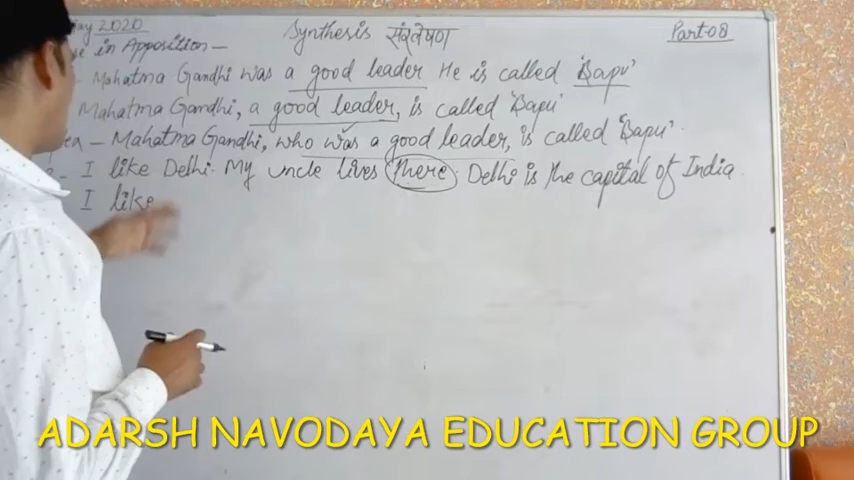 ay 2020 Synthesis संश्लेषण Part-08
se in Apposition –
Mahatma Gandhi was a good leader He is called 'Bapu'
Mahatma Gandhi, a good leader, is called 'Bapu'
– Mahatma Gandhi, who was a good leader, is called 'Bapu'.
– I like Delhi. My uncle lives there. Delhi is the capital of India.
I like
ADARSH NAVODAYA EDUCATION GROUP